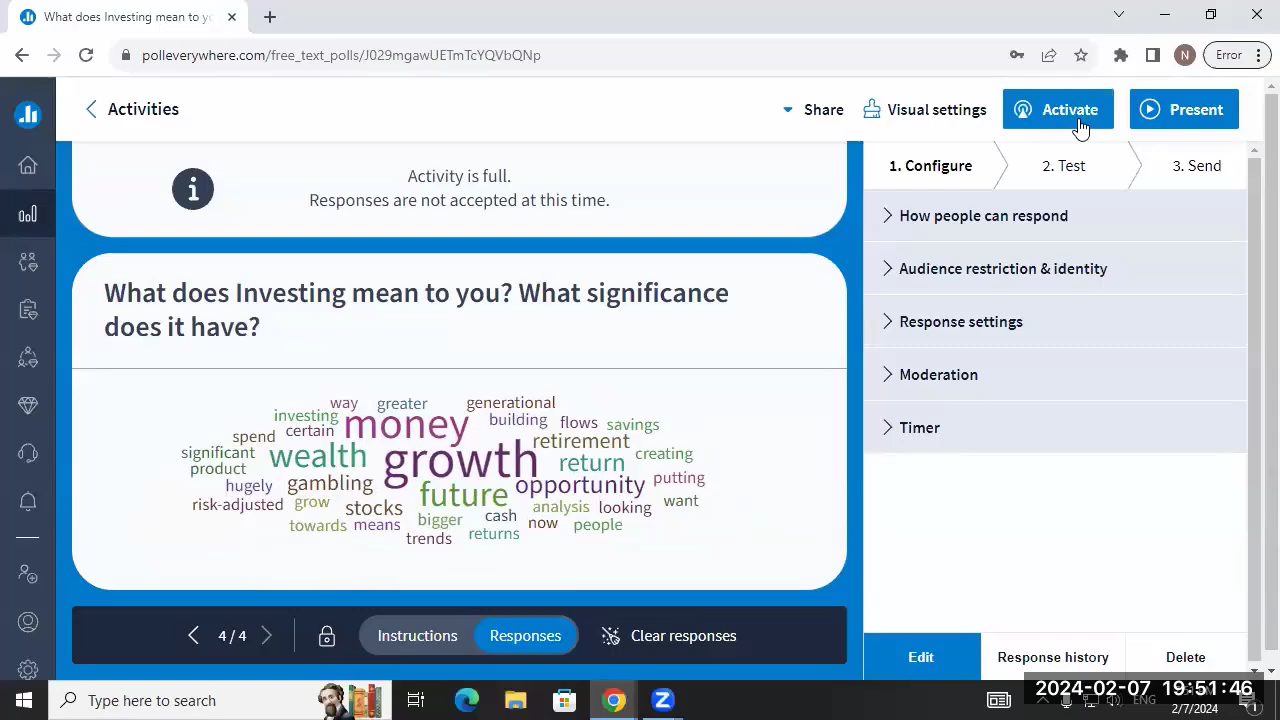 What does Investing mean to yo
polleverywhere.com/free_text_polls/J029mgawUETmTcYQVbQNp
N
Error
Activities
Share
Visual settings
Activate
Present
Activity is full.
Responses are not accepted at this time.
1. Configure
2. Test
3. Send
How people can respond
Audience restriction & identity
Response settings
Moderation
Timer
What does Investing mean to you? What significance
does it have?
way greater generational
investing money building flows savings
spend certain retirement
significant wealth growth return creating
product
hugely gambling future opportunity putting
risk-adjusted grow stocks analysis looking want
towards means bigger cash now people
trends returns
4 / 4
Instructions
Responses
Clear responses
Edit
Response history
Delete
Type here to search
ENG
2024-02-07 19:51:46
2/7/2024